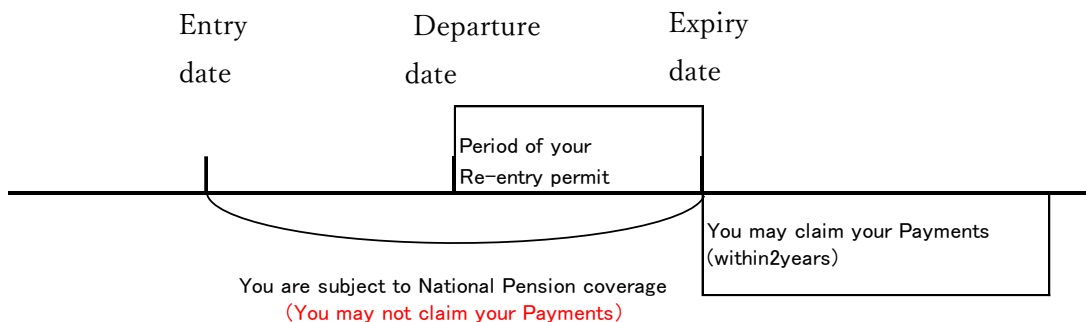 Entry
date
Departure
date
Expiry
date
Period of your
Re-entry permit
You may claim your Payments
(within2years)
You are subject to National Pension coverage
(You may not claim your Payments)